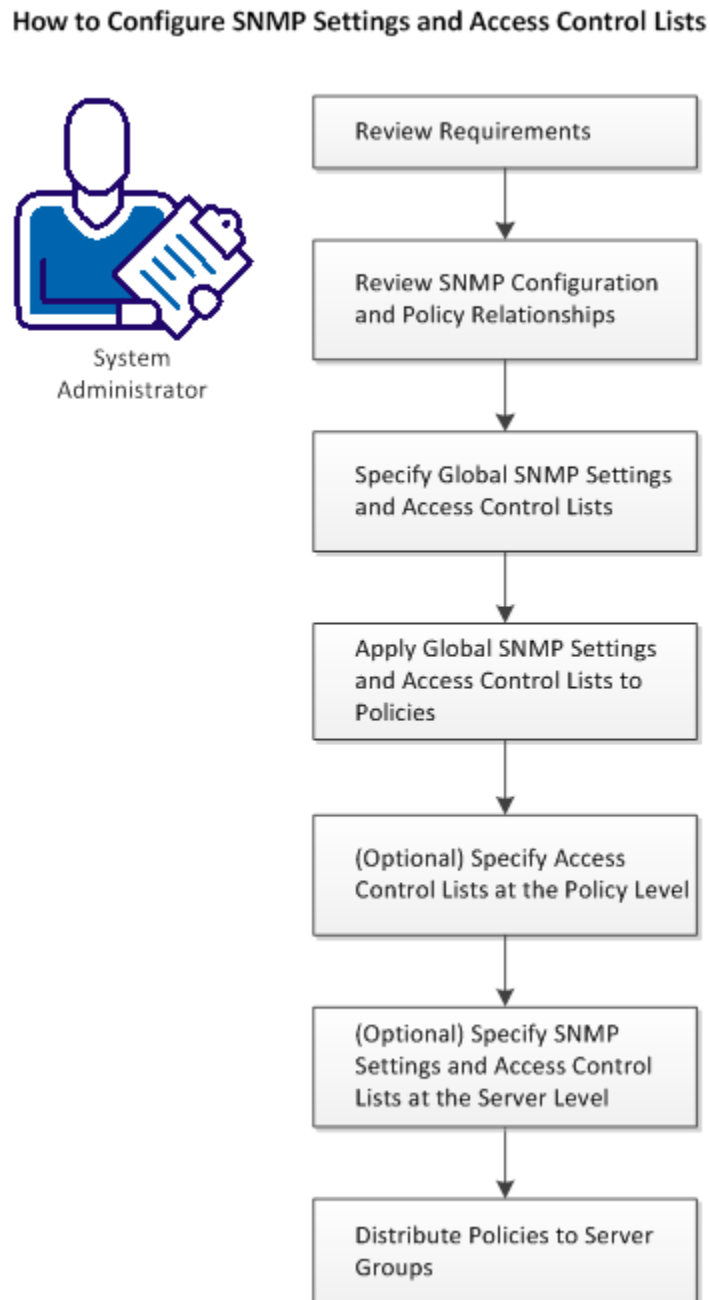 How to Configure SNMP Settings and Access Control Lists
System
Administrator
Review Requirements
Review SNMP Configuration
and Policy Relationships
Specify Global SNMP Settings
and Access Control Lists
Apply Global SNMP Settings
and Access Control Lists to
Policies
(Optional) Specify Access
Control Lists at the Policy Level
(Optional) Specify SNMP
Settings and Access Control
Lists at the Server Level
Distribute Policies to Server
Groups